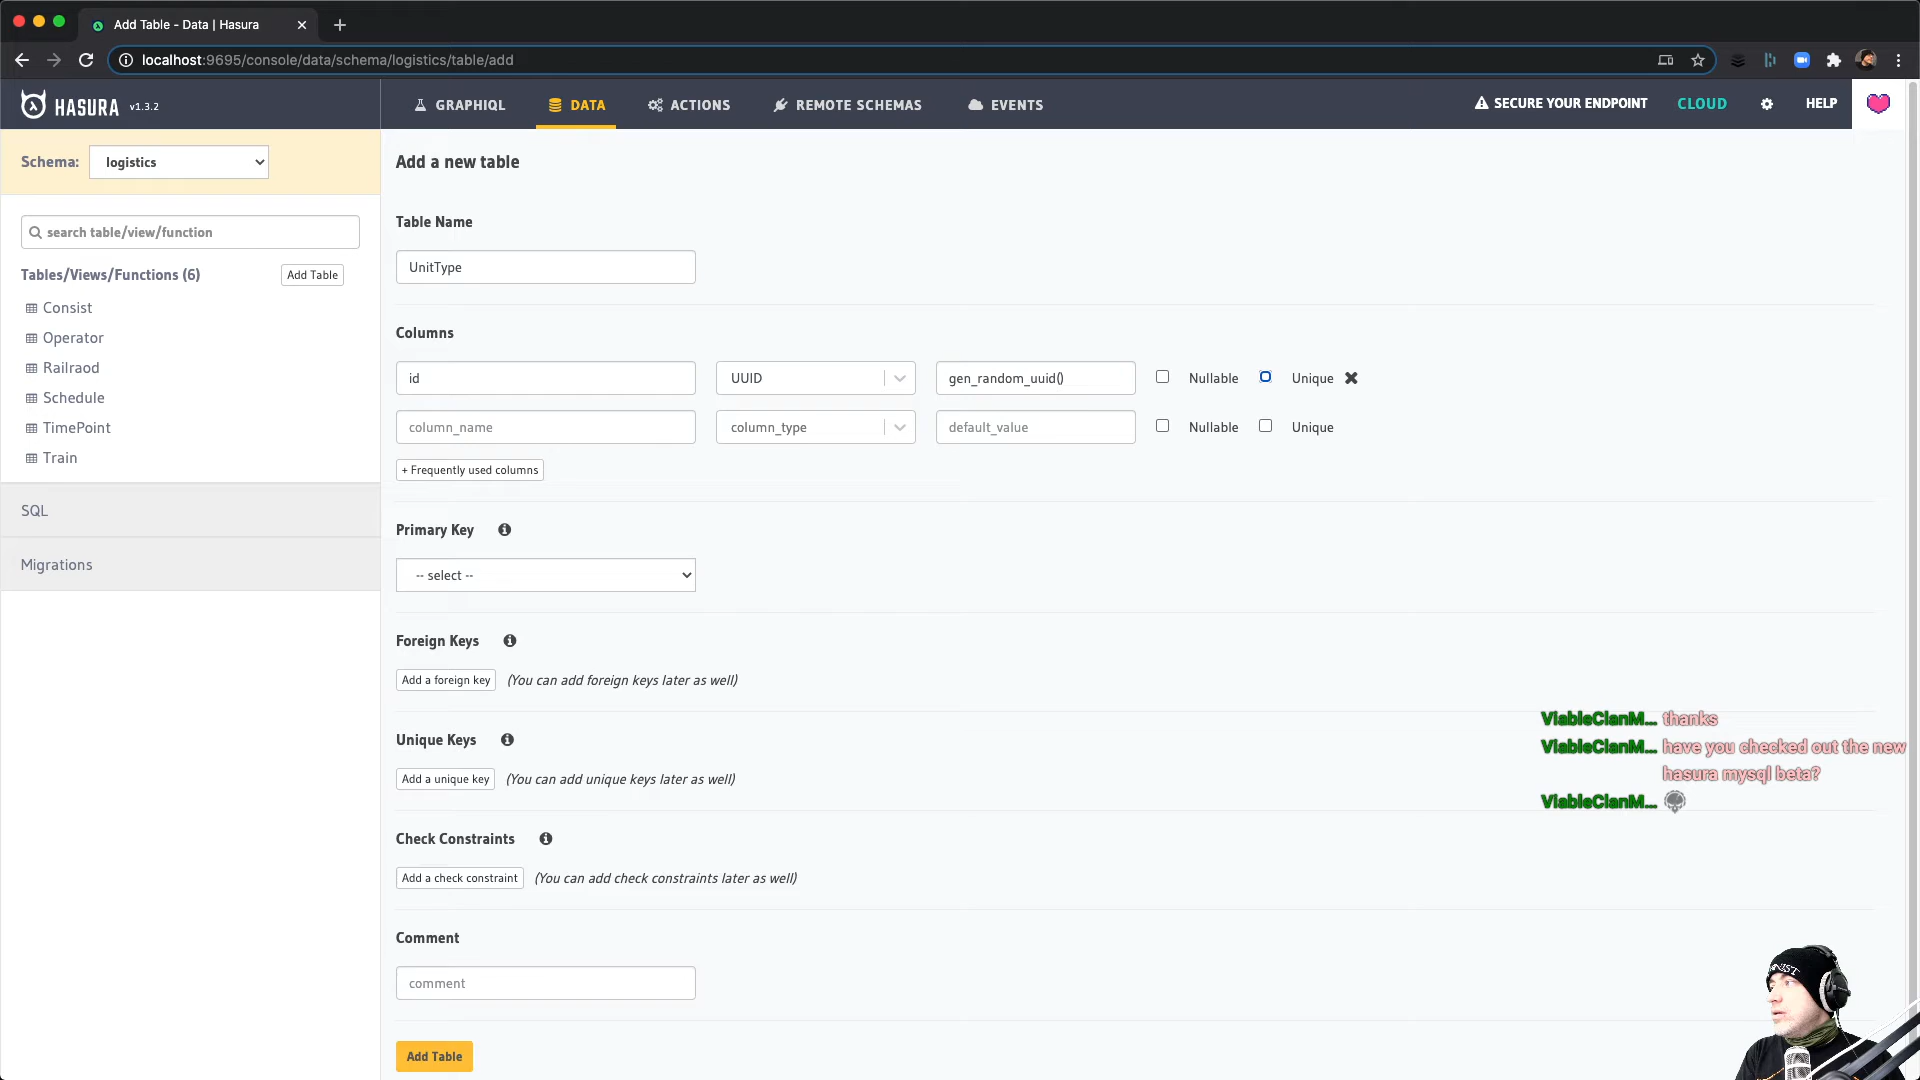 Add Table - Data | Hasura
localhost:9695/console/data/schema/logistics/table/add
HASURA v1.3.2
GRAPHIQL
DATA
ACTIONS
REMOTE SCHEMAS
EVENTS
SECURE YOUR ENDPOINT
CLOUD
HELP
Schema: logistics
search table/view/function
Tables/Views/Functions (6)
Add Table
Consist
Operator
Railraod
Schedule
TimePoint
Train
SQL
Migrations
Add a new table
Table Name
UnitType
Columns
id UUID gen_random_uuid() Nullable Unique
column_name column_type default_value Nullable Unique
+ Frequently used columns
Primary Key
-- select --
Foreign Keys
Add a foreign key (You can add foreign keys later as well)
Unique Keys
Add a unique key (You can add unique keys later as well)
Check Constraints
Add a check constraint (You can add check constraints later as well)
Comment
comment
Add Table
ViableClanM... thanks
ViableClanM... have you checked out the new
hasura mysql beta?
ViableClanM...